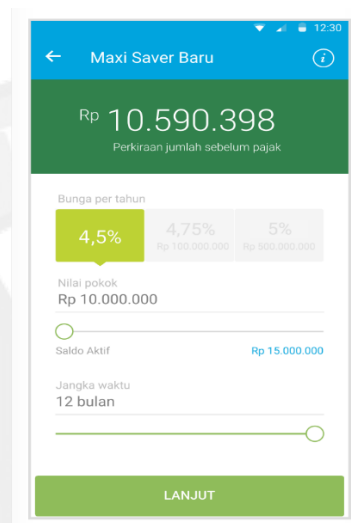 12:30
Maxi Saver Baru
Rp 10.590.398
Perkiraan jumlah sebelum pajak
Bunga per tahun
4,5% 4,75% 5%
Rp 100.000.000 Rp 500.000.000
Nilai pokok
Rp 10.000.000
Saldo Aktif Rp 15.000.000
Jangka waktu
12 bulan
LANJUT